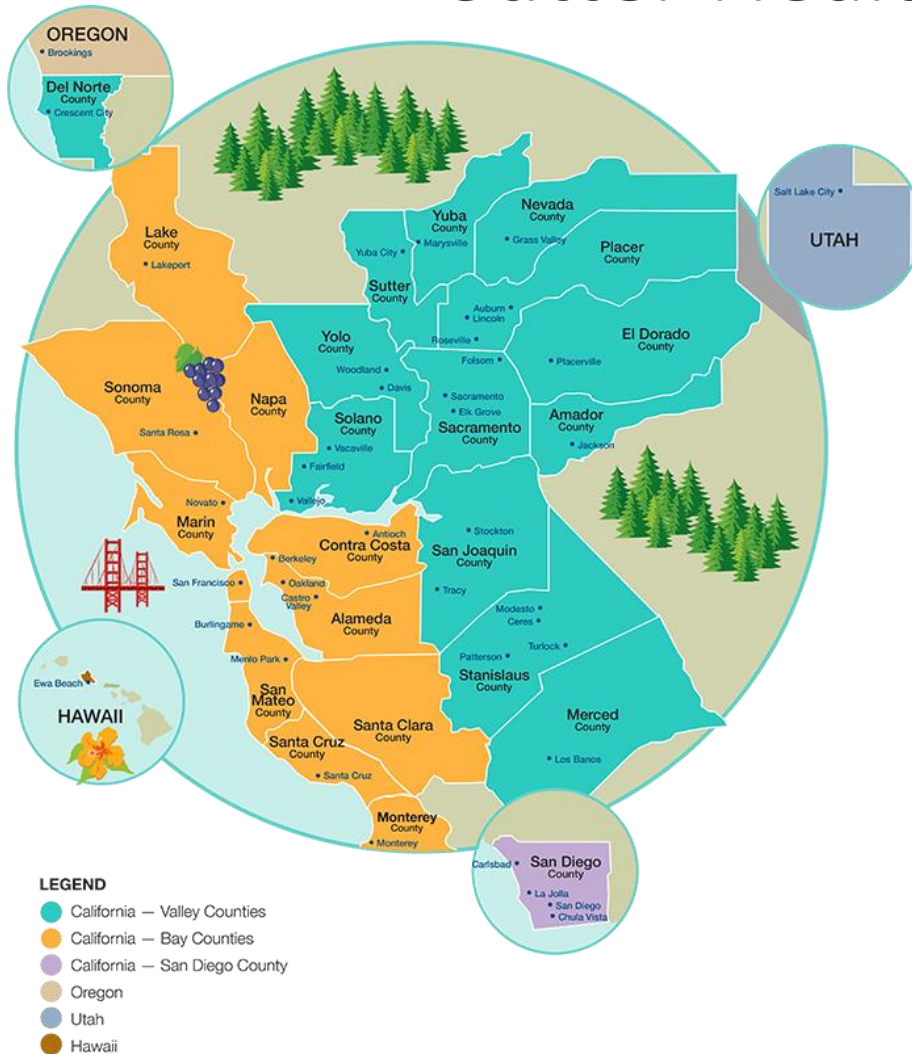 OREGON
Brookings
Del Norte
County
Crescent City
Salt Lake City
UTAH
Lake
County
Lakeport
Yuba
County
Marysville
Nevada
County
Grass Valley
Placer
County
Yuba City
Sutter
County
Auburn
Lincoln
Roseville
El Dorado
County
Placerville
Yolo
County
Woodland
Davis
Folsom
Sacramento
Elk Grove
Sacramento
County
Amador
County
Jackson
Sonoma
County
Santa Rosa
Napa
County
Solano
County
Vacaville
Fairfield
Vallejo
Novato
Marin
County
Antioch
Contra Costa
County
Berkeley
San Francisco
Oakland
Castro
Valley
Alameda
County
Stockton
San Joaquin
County
Tracy
Burlingame
Menlo Park
Modesto
Ceres
Turlock
Patterson
Stanislaus
County
San
Mateo
County
Santa Clara
County
Merced
County
Los Banos
Santa Cruz
County
Santa Cruz
Monterey
County
Monterey
Ewa Beach
HAWAII
Carlsbad
San Diego
County
La Jolla
San Diego
Chula Vista
LEGEND
California — Valley Counties
California — Bay Counties
California — San Diego County
Oregon
Utah
Hawaii